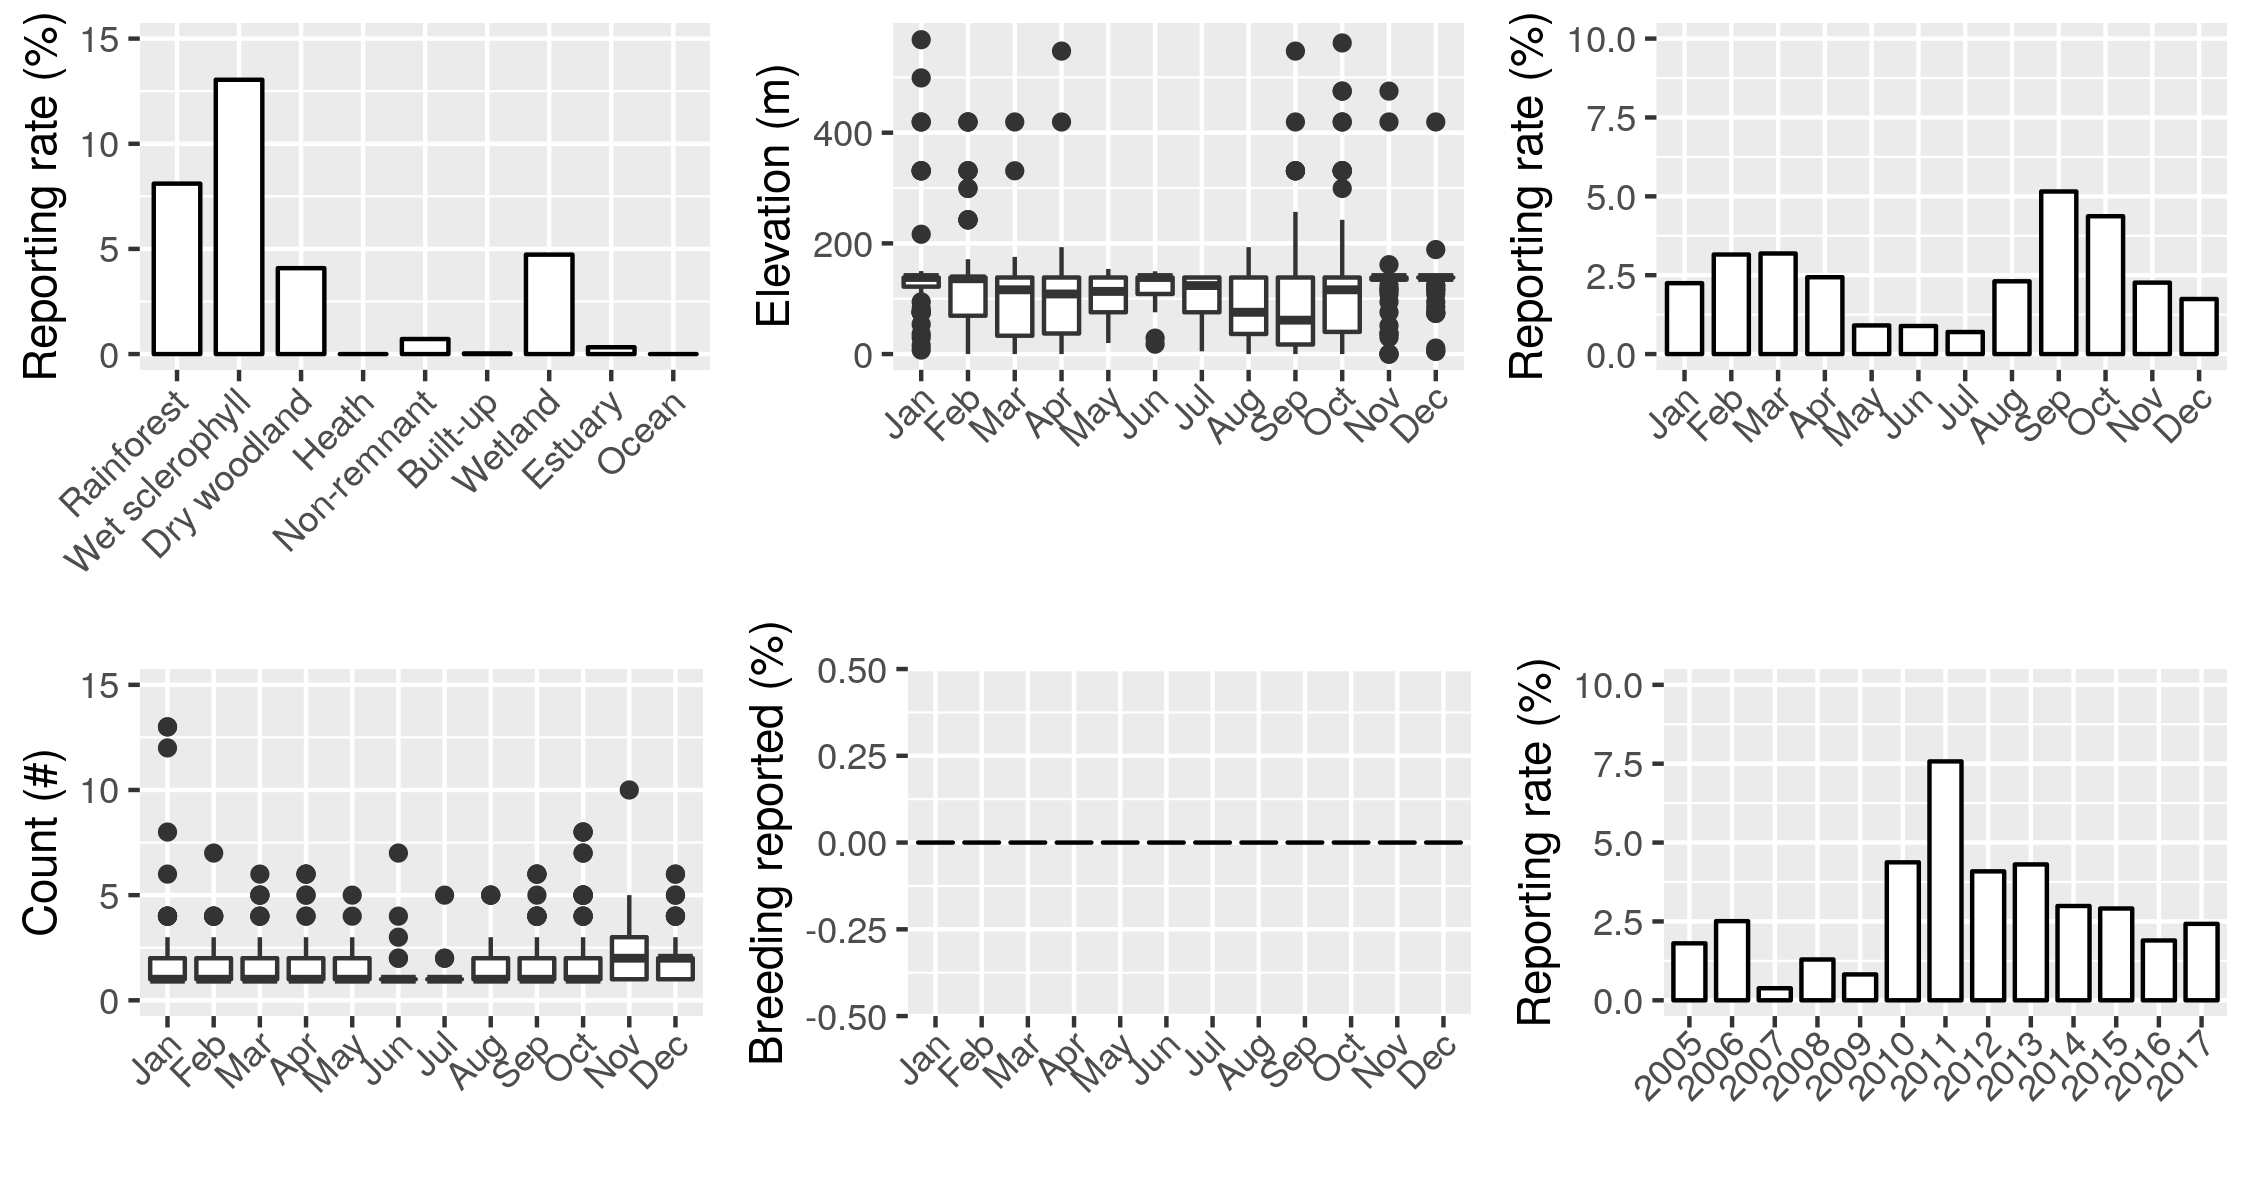 Reporting rate (%)
15
10
5
0
Rainforest
Wet sclerophyll
Dry woodland
Heath
Non-remnant
Built-up
Wetland
Estuary
Ocean
Elevation (m)
400
200
0
Jan
Feb
Mar
Apr
May
Jun
Jul
Aug
Sep
Oct
Nov
Dec
Reporting rate (%)
10.0
7.5
5.0
2.5
0.0
Jan
Feb
Mar
Apr
May
Jun
Jul
Aug
Sep
Oct
Nov
Dec
Count (#)
15
10
5
0
Jan
Feb
Mar
Apr
May
Jun
Jul
Aug
Sep
Oct
Nov
Dec
Breeding reported (%)
0.50
0.25
0.00
-0.25
-0.50
Jan
Feb
Mar
Apr
May
Jun
Jul
Aug
Sep
Oct
Nov
Dec
Reporting rate (%)
10.0
7.5
5.0
2.5
0.0
2005
2006
2007
2008
2009
2010
2011
2012
2013
2014
2015
2016
2017